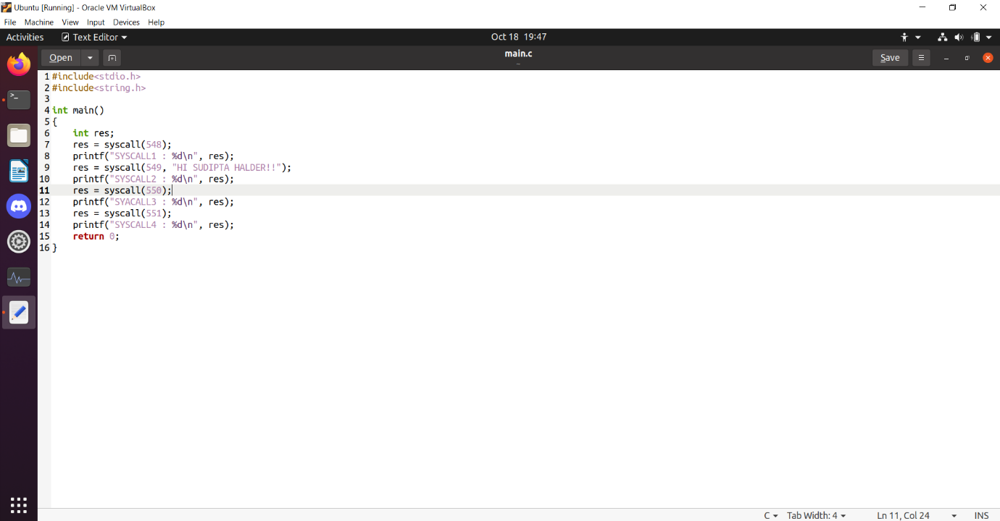 Ubuntu [Running] - Oracle VM VirtualBox
File Machine View Input Devices Help
Activities Text Editor Oct 18 19:47
Open main.c Save
1 #include<stdio.h>
2 #include<string.h>
3
4 int main()
5 {
6     int res;
7     res = syscall(548);
8     printf("SYSCALL1 : %d\n", res);
9     res = syscall(549, "HI SUDIPTA HALDER!!");
10     printf("SYSCALL2 : %d\n", res);
11     res = syscall(550);
12     printf("SYACALL3 : %d\n", res);
13     res = syscall(551);
14     printf("SYSCALL4 : %d\n", res);
15     return 0;
16 }
C Tab Width: 4 Ln 11, Col 24 INS